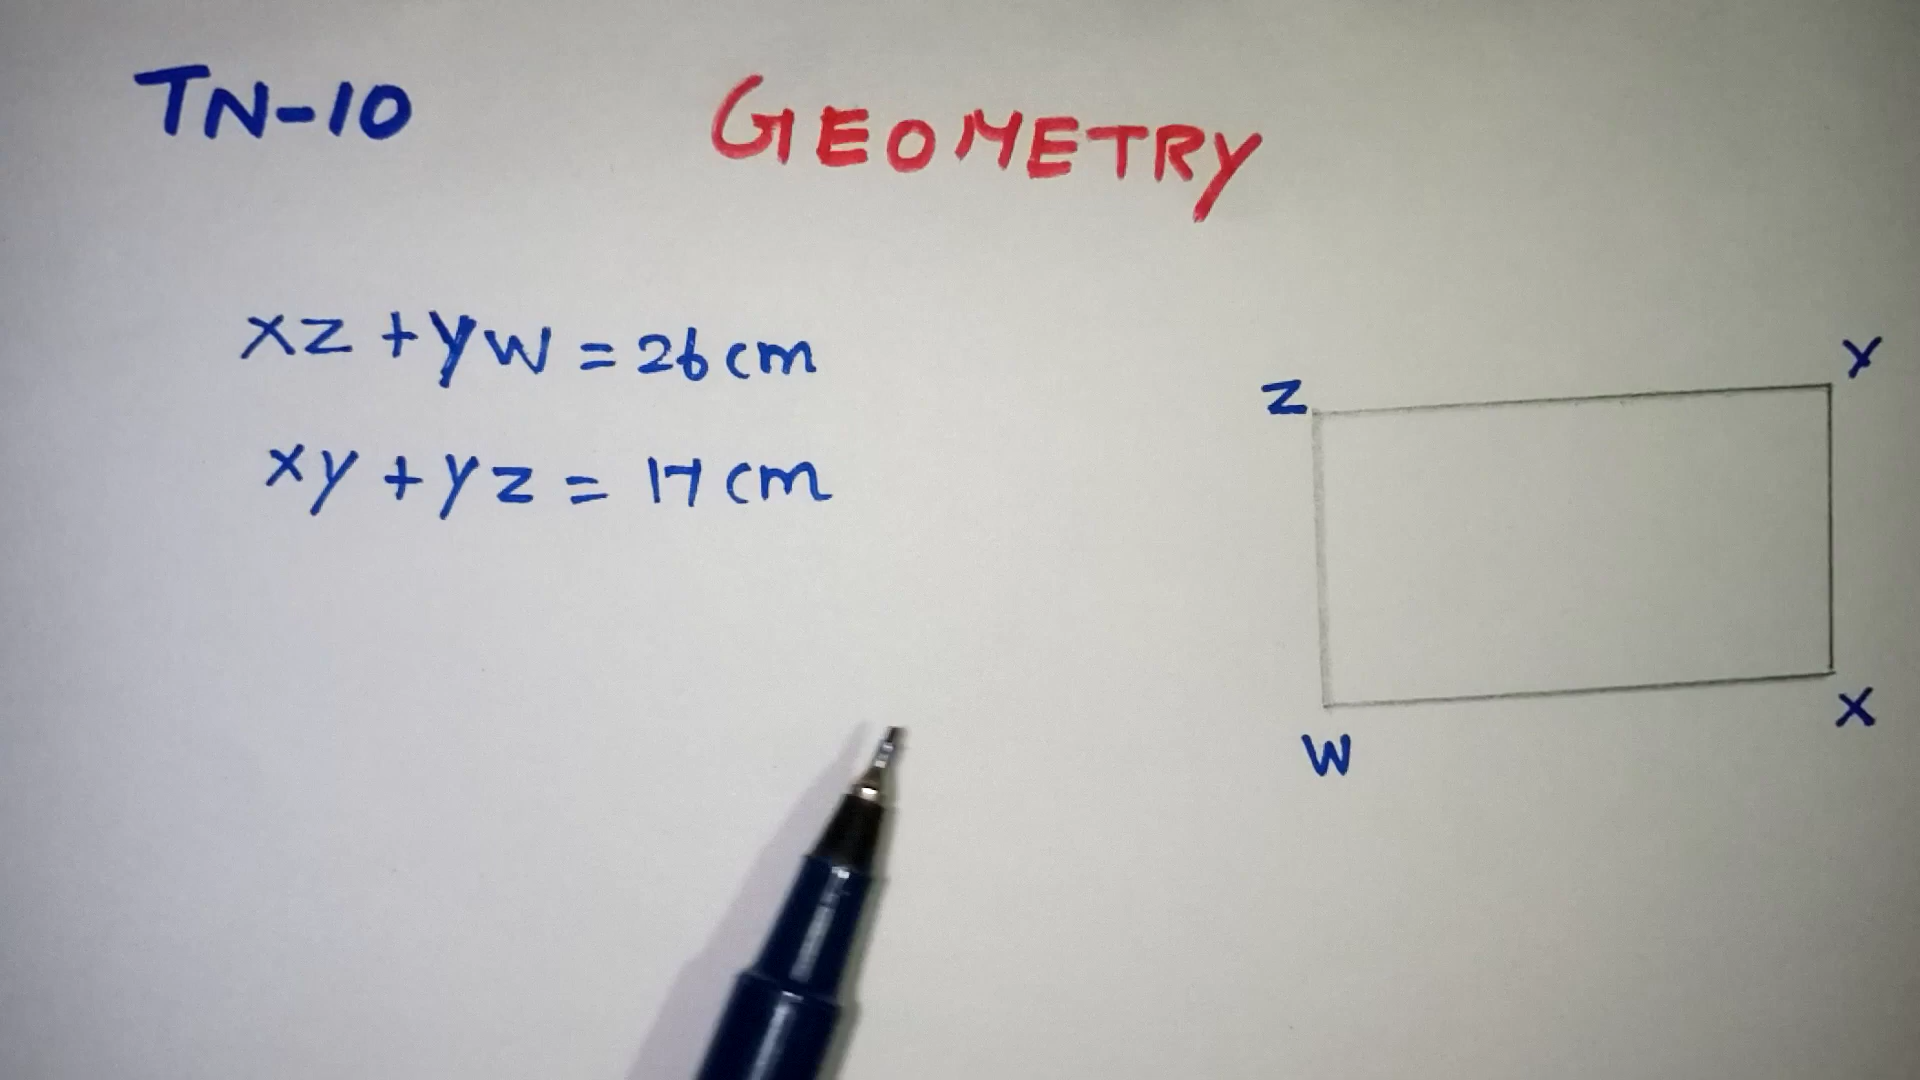 TN-10
GEOMETRY
XZ + YW = 26 cm
XY + YZ = 17 cm
Z
Y
W
X